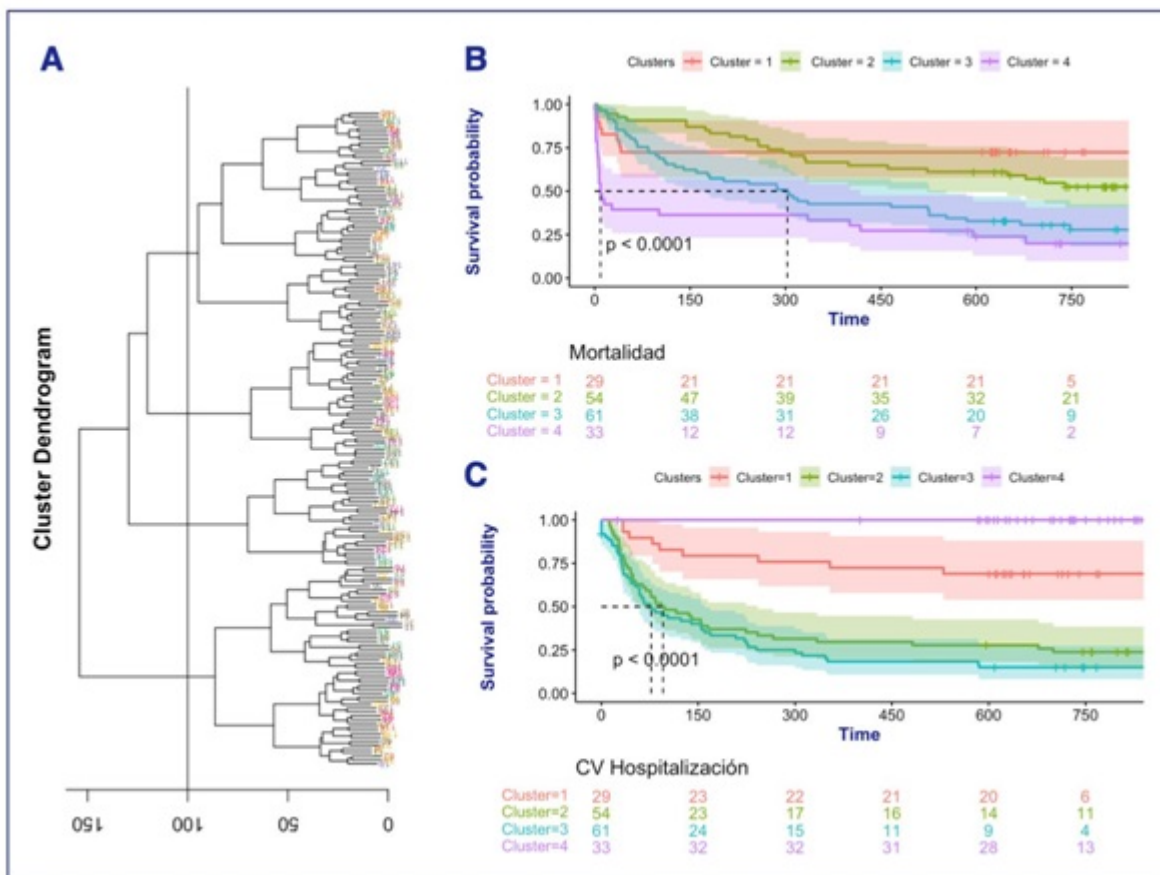 A
Cluster Dendrogram
150 100 50 0
B
Clusters Cluster = 1 Cluster = 2 Cluster = 3 Cluster = 4
Survival probability
1.00
0.75
0.50
0.25
0.00
p < 0.0001
0 150 300 450 600 750
Time
Mortalidad
Cluster = 1 29 21 21 21 21 5
Cluster = 2 54 47 39 35 32 21
Cluster = 3 61 38 31 26 20 9
Cluster = 4 33 12 12 9 7 2
C
Clusters Cluster=1 Cluster=2 Cluster=3 Cluster=4
Survival probability
1.00
0.75
0.50
0.25
0.00
p < 0.0001
0 150 300 450 600 750
Time
CV Hospitalización
Cluster=1 29 23 22 21 20 6
Cluster=2 54 23 17 16 14 11
Cluster=3 61 24 15 11 9 4
Cluster=4 33 32 32 31 28 13